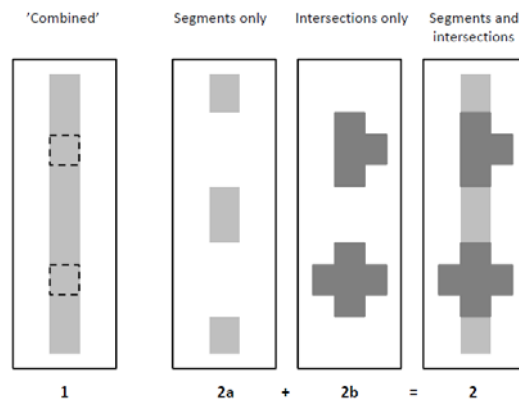 'Combined' Segments only Intersections only Segments and
intersections
1 2a + 2b = 2